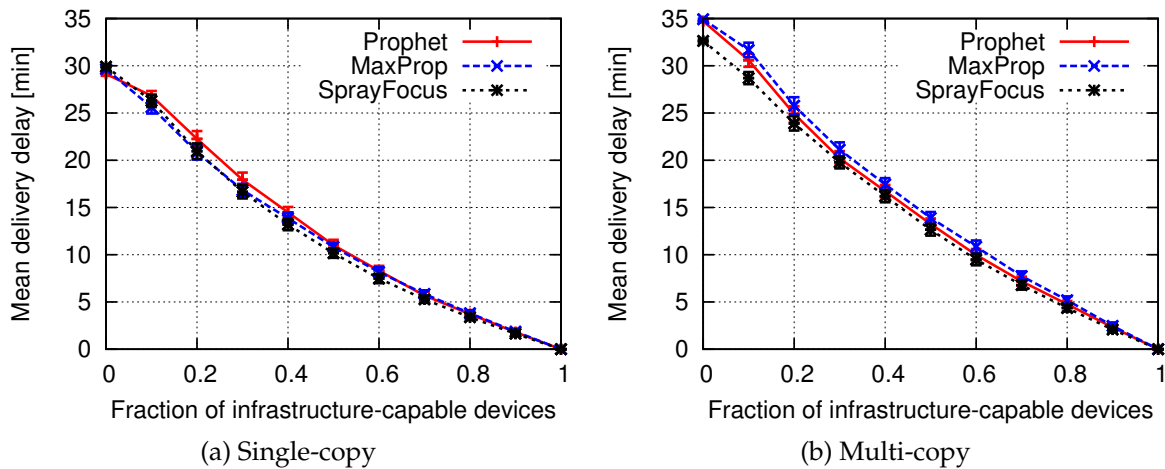 35
30
25
20
15
10
5
0
Mean delivery delay [min]
Prophet
MaxProp
SprayFocus
0 0.2 0.4 0.6 0.8 1
Fraction of infrastructure-capable devices
(a) Single-copy
35
30
25
20
15
10
5
0
Mean delivery delay [min]
Prophet
MaxProp
SprayFocus
0 0.2 0.4 0.6 0.8 1
Fraction of infrastructure-capable devices
(b) Multi-copy